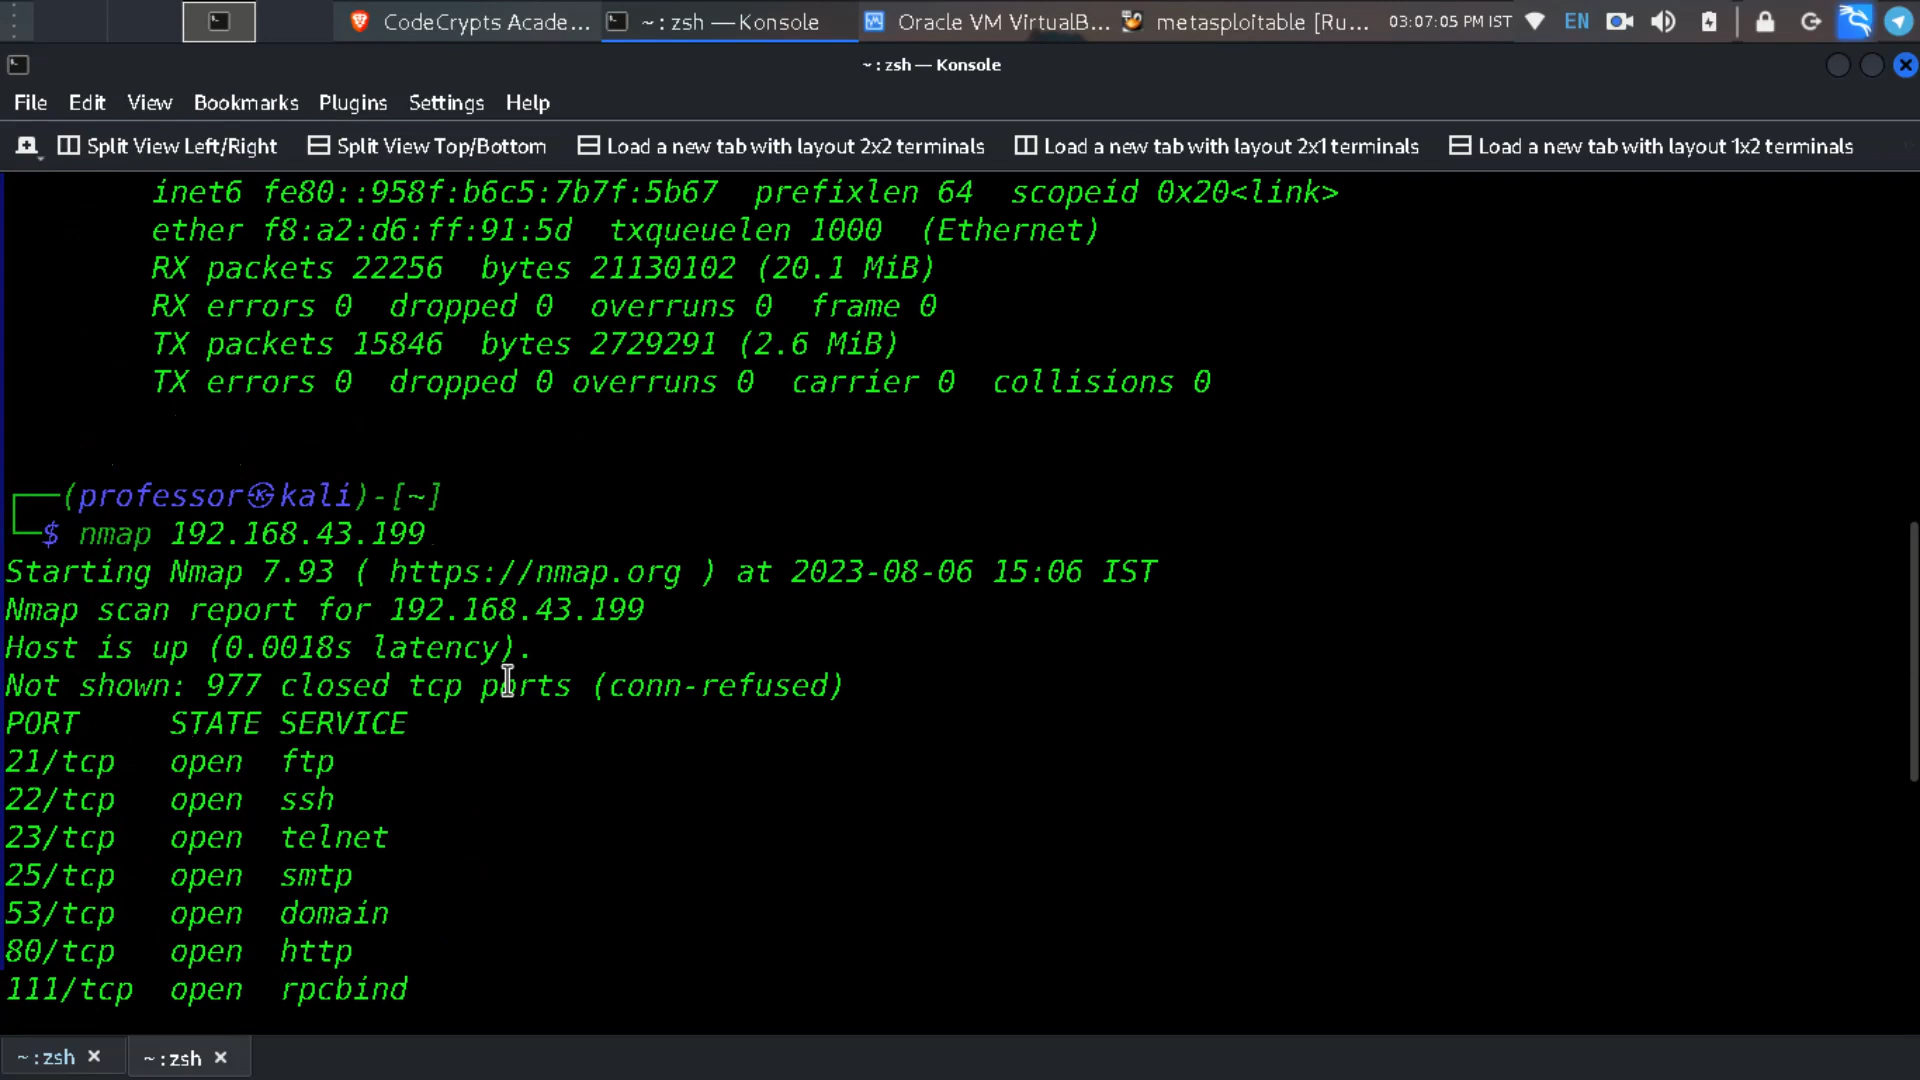 CodeCrypts Acade...
~ : zsh — Konsole
Oracle VM VirtualB...
metasploitable [Ru...
03:07:05 PM IST
EN
~ : zsh — Konsole
File Edit View Bookmarks Plugins Settings Help
Split View Left/Right Split View Top/Bottom Load a new tab with layout 2x2 terminals Load a new tab with layout 2x1 terminals Load a new tab with layout 1x2 terminals
inet6 fe80::958f:b6c5:7b7f:5b67 prefixlen 64 scopeid 0x20<link>
ether f8:a2:d6:ff:91:5d txqueuelen 1000 (Ethernet)
RX packets 22256 bytes 21130102 (20.1 MiB)
RX errors 0 dropped 0 overruns 0 frame 0
TX packets 15846 bytes 2729291 (2.6 MiB)
TX errors 0 dropped 0 overruns 0 carrier 0 collisions 0
┌──(professor㉿kali)-[~]
└─$ nmap 192.168.43.199
Starting Nmap 7.93 ( https://nmap.org ) at 2023-08-06 15:06 IST
Nmap scan report for 192.168.43.199
Host is up (0.0018s latency).
Not shown: 977 closed tcp ports (conn-refused)
PORT STATE SERVICE
21/tcp open ftp
22/tcp open ssh
23/tcp open telnet
25/tcp open smtp
53/tcp open domain
80/tcp open http
111/tcp open rpcbind
~ : zsh
~ : zsh